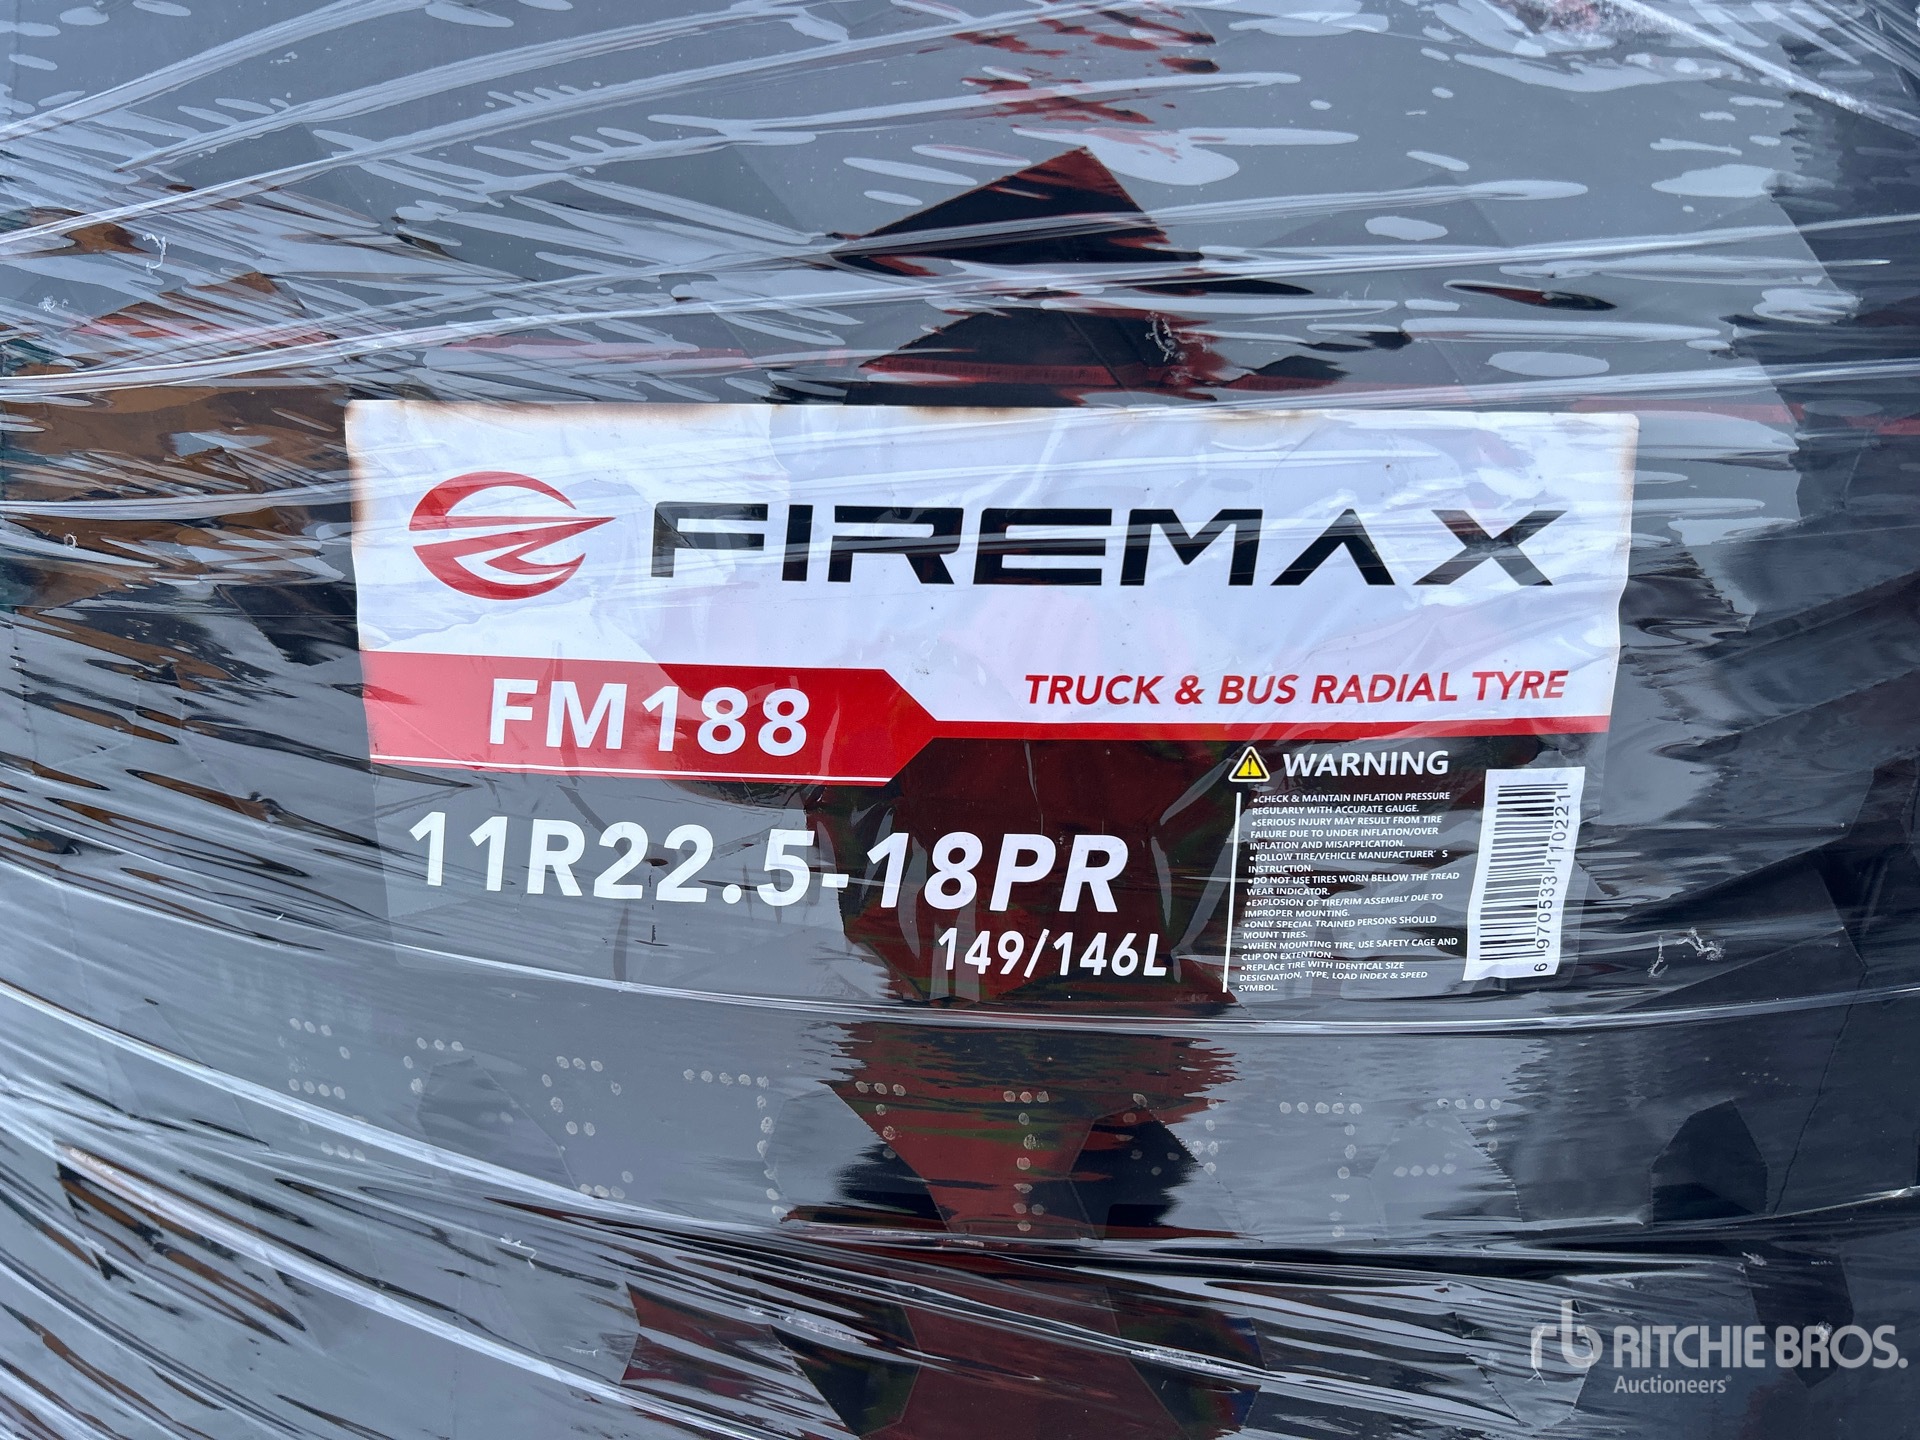 FIREMAX
FM188
TRUCK & BUS RADIAL TYRE
11R22.5-18PR
149/146L
WARNING
•CHECK & MAINTAIN INFLATION PRESSURE
REGULARLY WITH ACCURATE GAUGE.
•SERIOUS INJURY MAY RESULT FROM TIRE
FAILURE DUE TO UNDER INFLATION/OVER
INFLATION AND MISAPPLICATION.
•FOLLOW TIRE/VEHICLE MANUFACTURER'S
INSTRUCTION.
•DO NOT USE TIRES WORN BELLOW THE TREAD
WEAR INDICATOR.
•EXPLOSION OF TIRE/RIM ASSEMBLY DUE TO
IMPROPER MOUNTING.
•ONLY SPECIAL TRAINED PERSONS SHOULD
MOUNT TIRES.
•WHEN MOUNTING TIRE, USE SAFETY CAGE AND
CLIP ON EXTENTION.
•REPLACE TIRE WITH IDENTICAL SIZE
DESIGNATION, TYPE, LOAD INDEX & SPEED
SYMBOL.
6 970533 110221
rb RITCHIE BROS.
Auctioneers